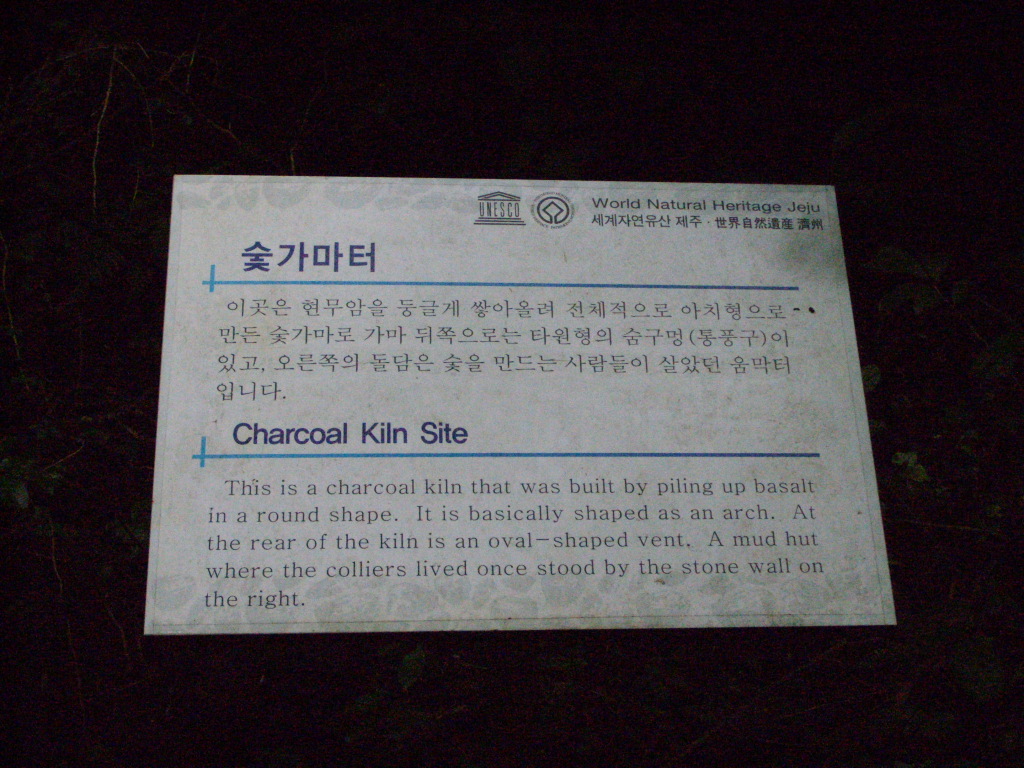 UNESCO
World Natural Heritage Jeju
세계자연유산 제주 · 世界自然遺産 濟州
숯가마터
이곳은 현무암을 둥글게 쌓아올려 전체적으로 아치형으로
만든 숯가마로 가마 뒤쪽으로는 타원형의 숨구멍(통풍구)이
있고, 오른쪽의 돌담은 숯을 만드는 사람들이 살았던 움막터
입니다.
Charcoal Kiln Site
This is a charcoal kiln that was built by piling up basalt
in a round shape. It is basically shaped as an arch. At
the rear of the kiln is an oval-shaped vent. A mud hut
where the colliers lived once stood by the stone wall on
the right.